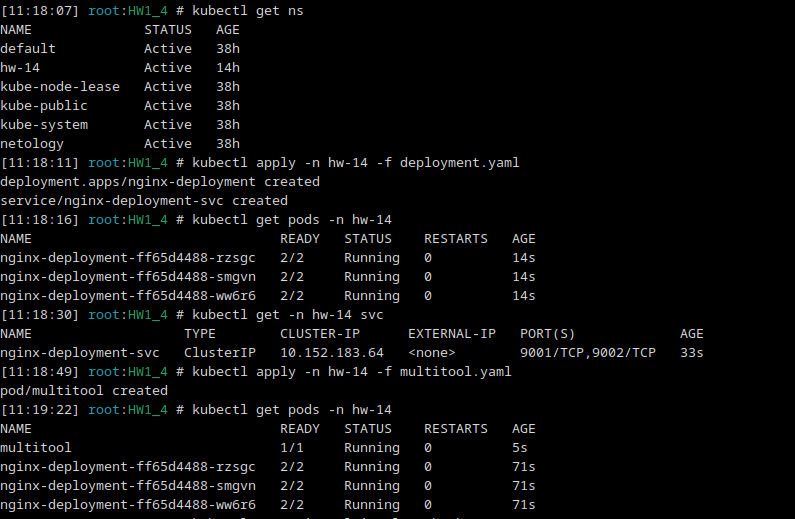 [11:18:07] root:HW1_4 # kubectl get ns
NAME              STATUS   AGE
default           Active   38h
hw-14             Active   14h
kube-node-lease   Active   38h
kube-public       Active   38h
kube-system       Active   38h
netology          Active   38h
[11:18:11] root:HW1_4 # kubectl apply -n hw-14 -f deployment.yaml
deployment.apps/nginx-deployment created
service/nginx-deployment-svc created
[11:18:16] root:HW1_4 # kubectl get pods -n hw-14
NAME                               READY   STATUS    RESTARTS   AGE
nginx-deployment-ff65d4488-rzsgc   2/2     Running   0          14s
nginx-deployment-ff65d4488-smgvn   2/2     Running   0          14s
nginx-deployment-ff65d4488-ww6r6   2/2     Running   0          14s
[11:18:30] root:HW1_4 # kubectl get -n hw-14 svc
NAME                   TYPE        CLUSTER-IP      EXTERNAL-IP   PORT(S)             AGE
nginx-deployment-svc   ClusterIP   10.152.183.64   <none>        9001/TCP,9002/TCP   33s
[11:18:49] root:HW1_4 # kubectl apply -n hw-14 -f multitool.yaml
pod/multitool created
[11:19:22] root:HW1_4 # kubectl get pods -n hw-14
NAME                               READY   STATUS    RESTARTS   AGE
multitool                          1/1     Running   0          5s
nginx-deployment-ff65d4488-rzsgc   2/2     Running   0          71s
nginx-deployment-ff65d4488-smgvn   2/2     Running   0          71s
nginx-deployment-ff65d4488-ww6r6   2/2     Running   0          71s